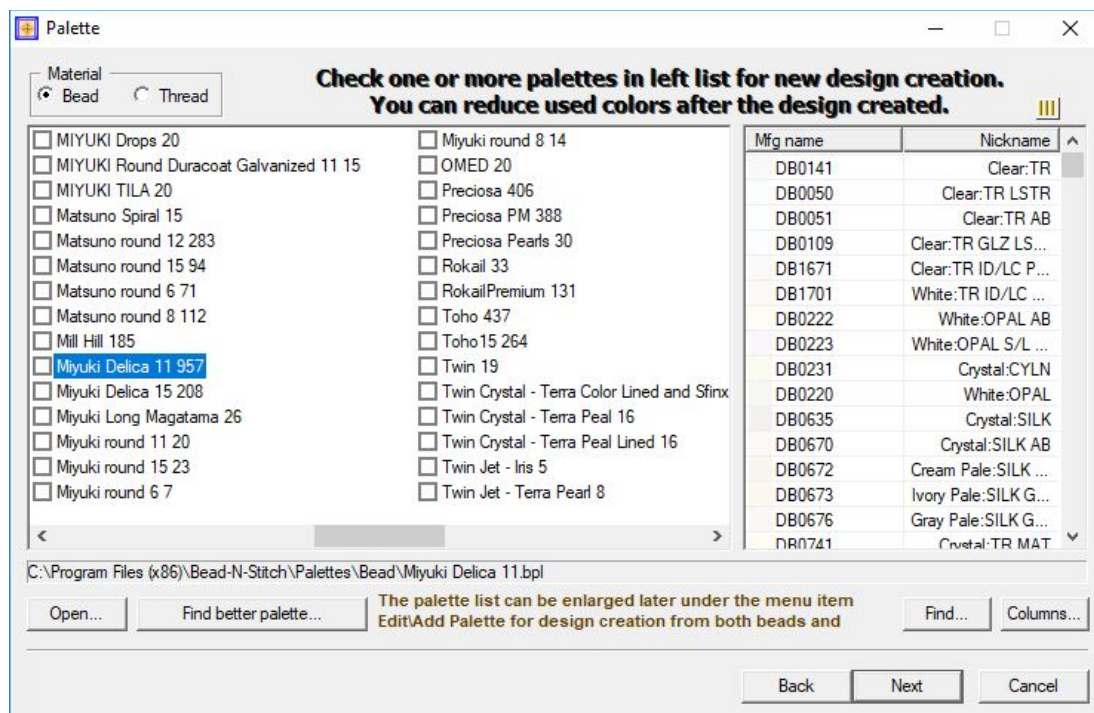 Palette
Material
Bead
Thread
Check one or more palettes in left list for new design creation.
You can reduce used colors after the design created.
MIYUKI Drops 20
MIYUKI Round Duracoat Galvanized 11 15
MIYUKI TILA 20
Matsuno Spiral 15
Matsuno round 12 283
Matsuno round 15 94
Matsuno round 6 71
Matsuno round 8 112
Mill Hill 185
Miyuki Delica 11 957
Miyuki Delica 15 208
Miyuki Long Magatama 26
Miyuki round 11 20
Miyuki round 15 23
Miyuki round 6 7
Miyuki round 8 14
OMED 20
Preciosa 406
Preciosa PM 388
Preciosa Pearls 30
Rokail 33
RokailPremium 131
Toho 437
Toho15 264
Twin 19
Twin Crystal - Terra Color Lined and Sfinx
Twin Crystal - Terra Peal 16
Twin Crystal - Terra Peal Lined 16
Twin Jet - Iris 5
Twin Jet - Terra Pearl 8
Mfg name Nickname
DB0141 Clear:TR
DB0050 Clear:TR LSTR
DB0051 Clear:TR AB
DB0109 Clear:TR GLZ LS...
DB1671 Clear:TR ID/LC P...
DB1701 White:TR ID/LC ...
DB0222 White:OPAL AB
DB0223 White:OPAL S/L ...
DB0231 Crystal:CYLN
DB0220 White:OPAL
DB0635 Crystal:SILK
DB0670 Crystal:SILK AB
DB0672 Cream Pale:SILK ...
DB0673 Ivory Pale:SILK G...
DB0676 Gray Pale:SILK G...
DB0741 Crystal:TR MAT
C:\Program Files (x86)\Bead-N-Stitch\Palettes\Bead\Miyuki Delica 11.bpl
Open...
Find better palette...
The palette list can be enlarged later under the menu item
Edit\Add Palette for design creation from both beads and
Find...
Columns...
Back
Next
Cancel